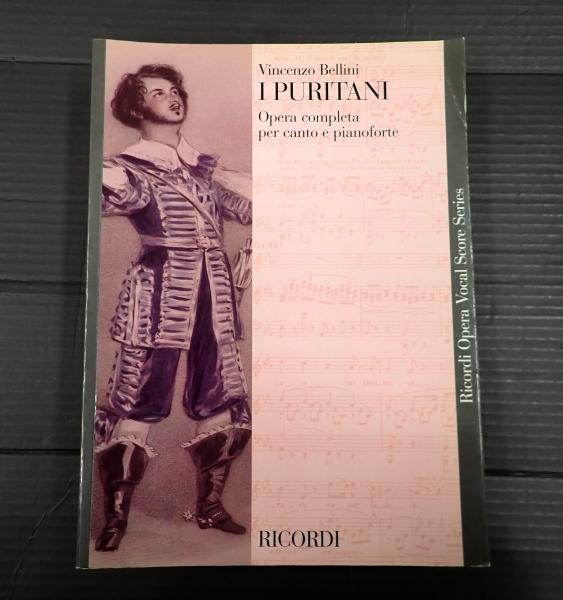 Vincenzo Bellini
I PURITANI
Opera completa
per canto e pianoforte
Ricordi Opera Vocal Score Series
RICORDI